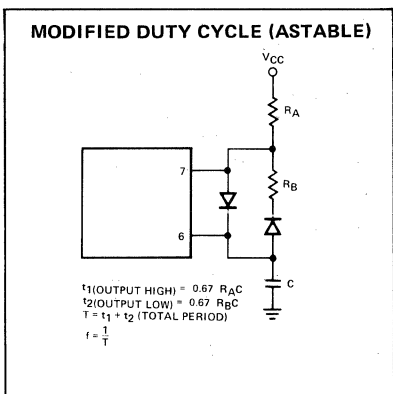 MODIFIED DUTY CYCLE (ASTABLE)
VCC
RA
7
RB
6
C
t1(OUTPUT HIGH) = 0.67 RAC
t2(OUTPUT LOW) = 0.67 RBC
T = t1 + t2 (TOTAL PERIOD)
f = 1/T